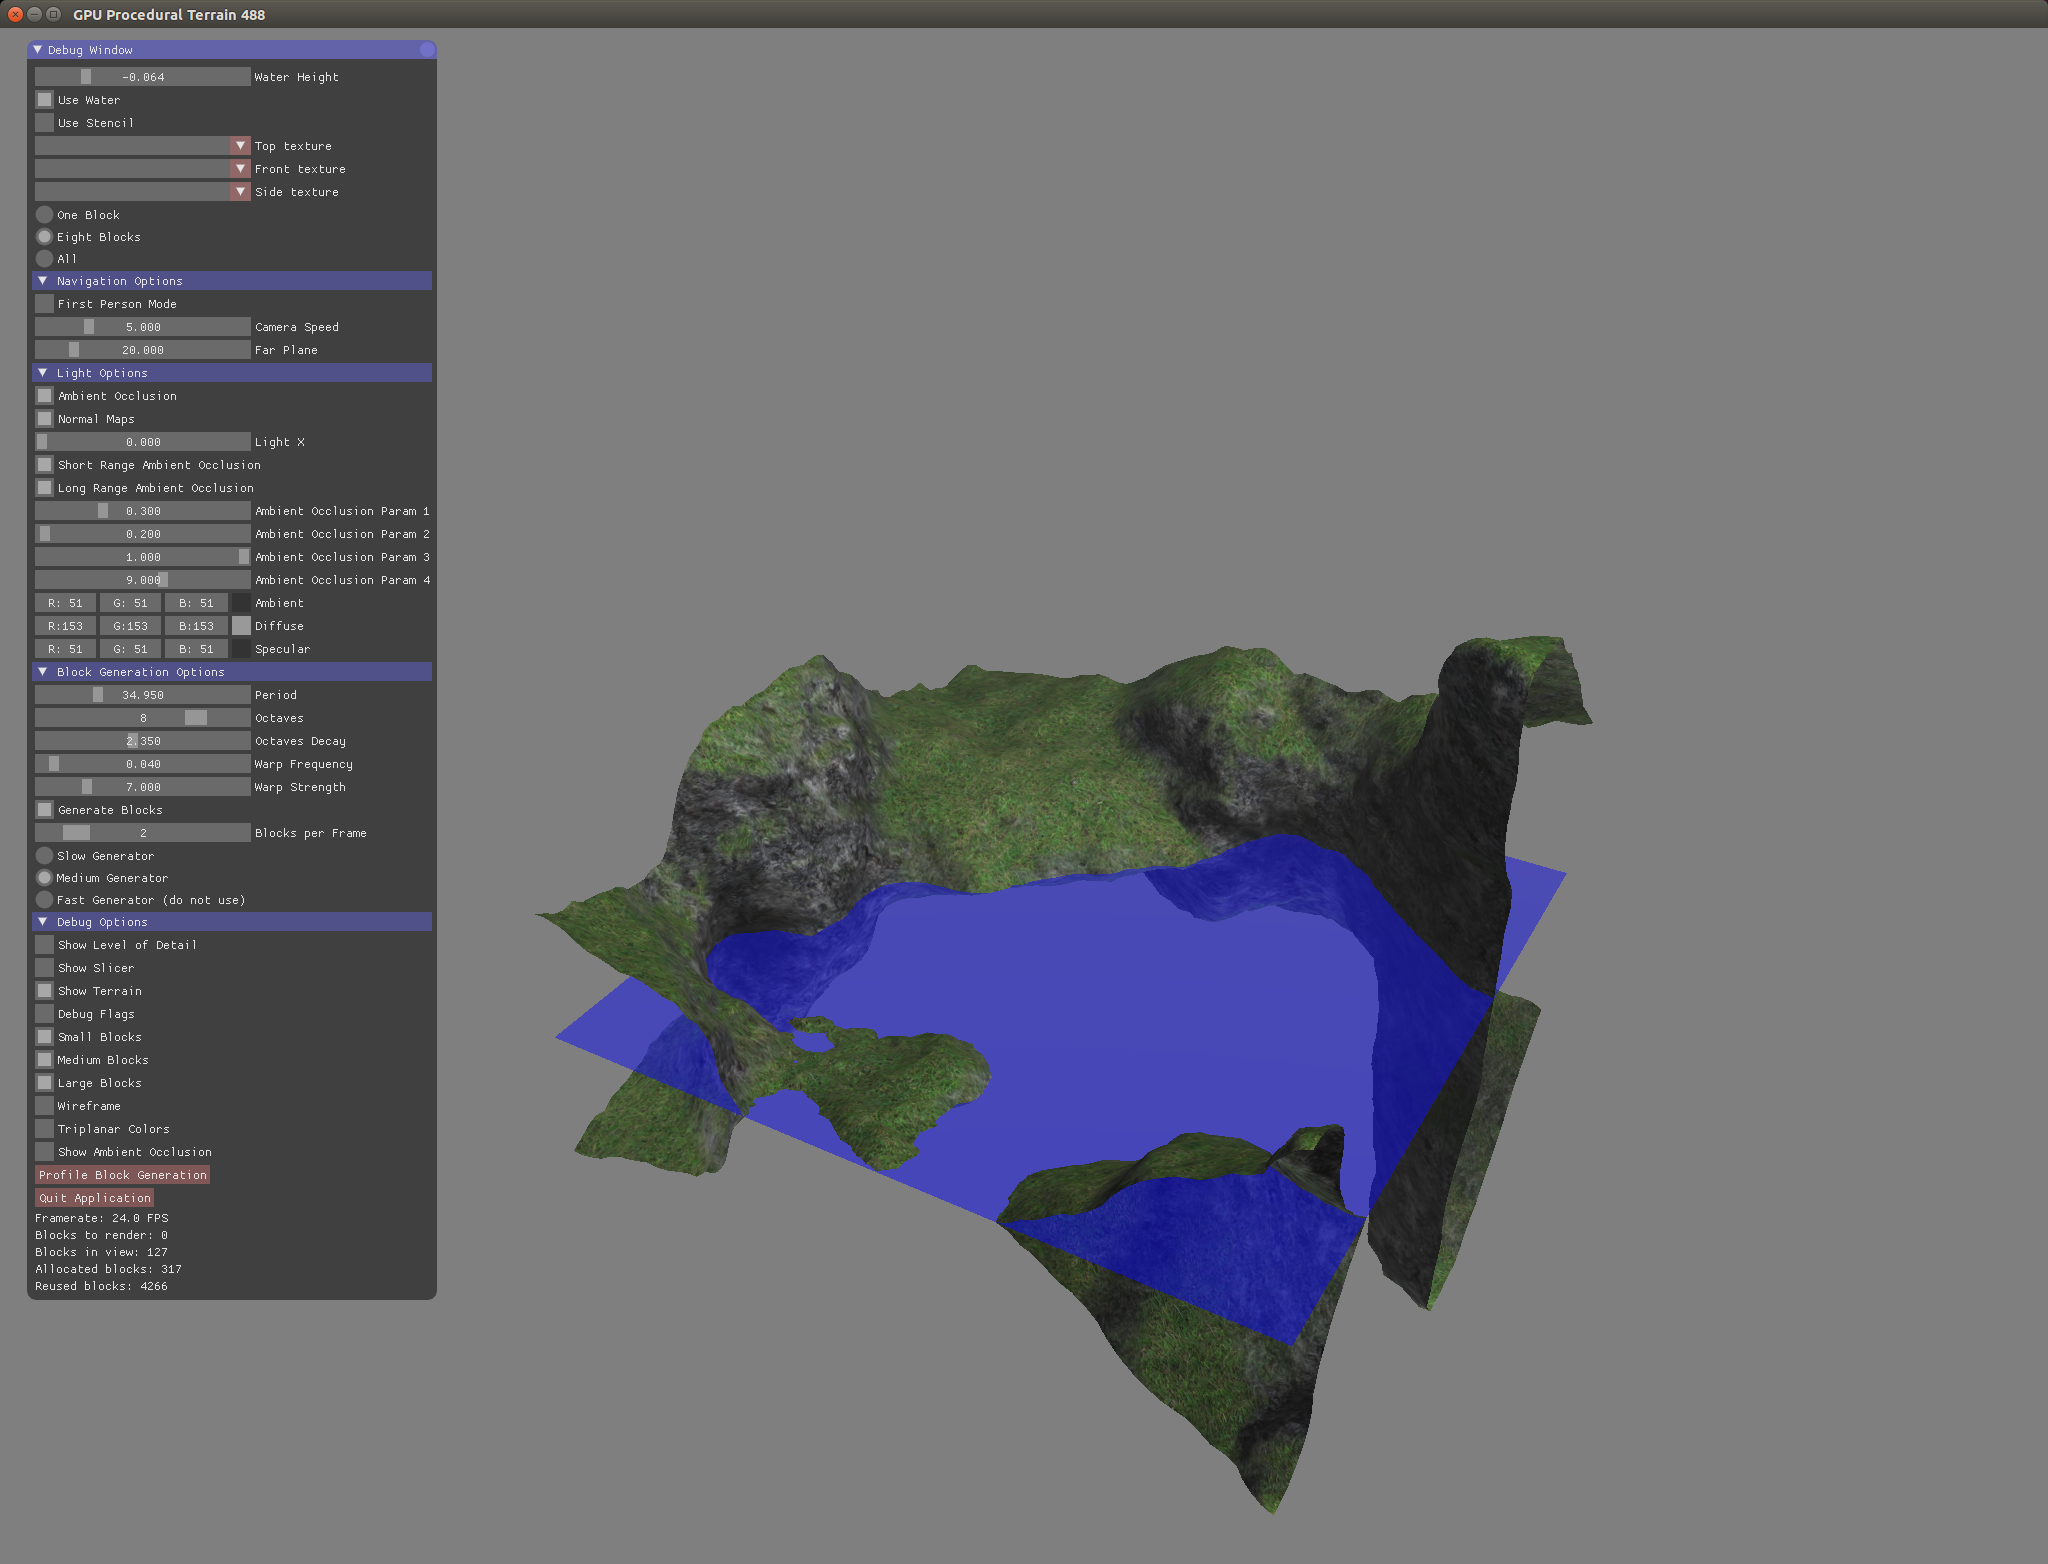 GPU Procedural Terrain 488
Debug Window
-0.064 Water Height
Use Water
Use Stencil
Top texture
Front texture
Side texture
One Block
Eight Blocks
All
Navigation Options
First Person Mode
5.000 Camera Speed
20.000 Far Plane
Light Options
Ambient Occlusion
Normal Maps
0.000 Light X
Short Range Ambient Occlusion
Long Range Ambient Occlusion
0.300 Ambient Occlusion Param 1
0.200 Ambient Occlusion Param 2
1.000 Ambient Occlusion Param 3
9.000 Ambient Occlusion Param 4
R: 51 G: 51 B: 51 Ambient
R:153 G:153 B:153 Diffuse
R: 51 G: 51 B: 51 Specular
Block Generation Options
34.950 Period
8 Octaves
2.350 Octaves Decay
0.040 Warp Frequency
7.000 Warp Strength
Generate Blocks
2 Blocks per Frame
Slow Generator
Medium Generator
Fast Generator (do not use)
Debug Options
Show Level of Detail
Show Slicer
Show Terrain
Debug Flags
Small Blocks
Medium Blocks
Large Blocks
Wireframe
Triplanar Colors
Show Ambient Occlusion
Profile Block Generation
Quit Application
Framerate: 24.0 FPS
Blocks to render: 0
Blocks in view: 127
Allocated blocks: 317
Reused blocks: 4266